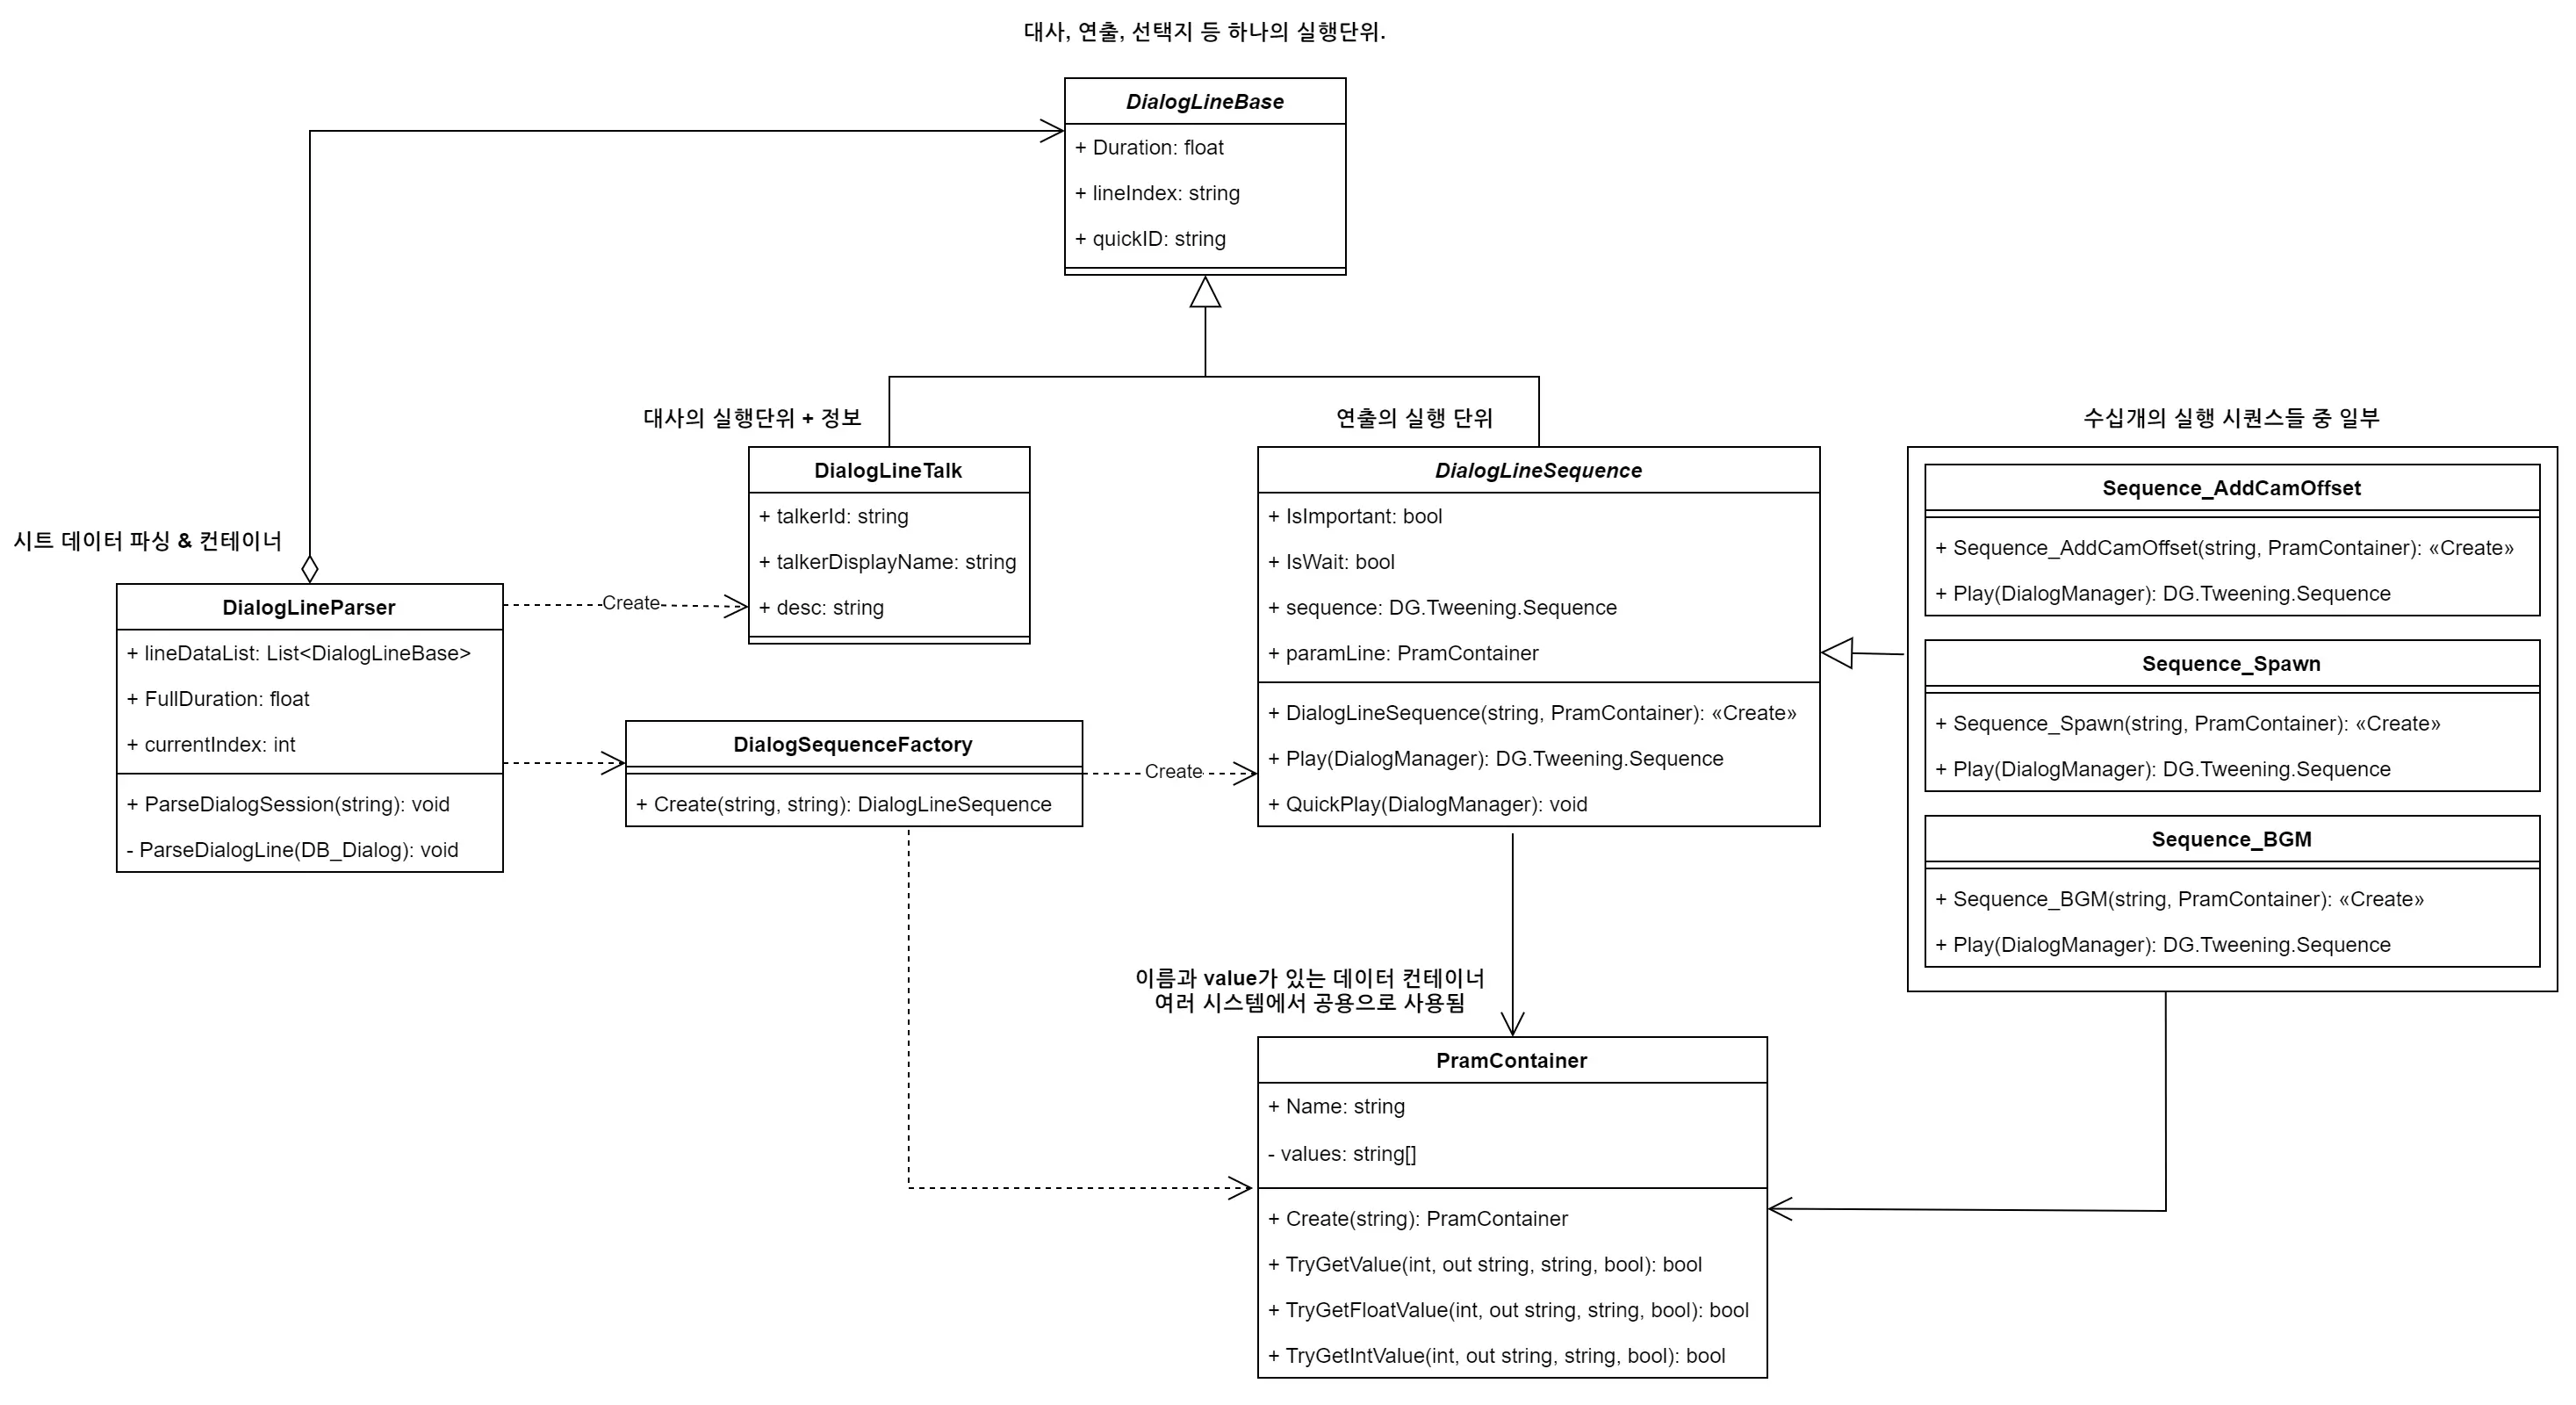 대사, 연출, 선택지 등 하나의 실행단위.
DialogLineBase
+ Duration: float
+ lineIndex: string
+ quickID: string
대사의 실행단위 + 정보
DialogLineTalk
+ talkerId: string
+ talkerDisplayName: string
+ desc: string
연출의 실행 단위
DialogLineSequence
+ IsImportant: bool
+ IsWait: bool
+ sequence: DG.Tweening.Sequence
+ paramLine: PramContainer
+ DialogLineSequence(string, PramContainer): «Create»
+ Play(DialogManager): DG.Tweening.Sequence
+ QuickPlay(DialogManager): void
수십개의 실행 시퀀스들 중 일부
Sequence_AddCamOffset
+ Sequence_AddCamOffset(string, PramContainer): «Create»
+ Play(DialogManager): DG.Tweening.Sequence
Sequence_Spawn
+ Sequence_Spawn(string, PramContainer): «Create»
+ Play(DialogManager): DG.Tweening.Sequence
Sequence_BGM
+ Sequence_BGM(string, PramContainer): «Create»
+ Play(DialogManager): DG.Tweening.Sequence
시트 데이터 파싱 & 컨테이너
DialogLineParser
+ lineDataList: List<DialogLineBase>
+ FullDuration: float
+ currentIndex: int
+ ParseDialogSession(string): void
- ParseDialogLine(DB_Dialog): void
Create
DialogSequenceFactory
+ Create(string, string): DialogLineSequence
Create
이름과 value가 있는 데이터 컨테이너
여러 시스템에서 공용으로 사용됨
PramContainer
+ Name: string
- values: string[]
+ Create(string): PramContainer
+ TryGetValue(int, out string, string, bool): bool
+ TryGetFloatValue(int, out string, string, bool): bool
+ TryGetIntValue(int, out string, string, bool): bool